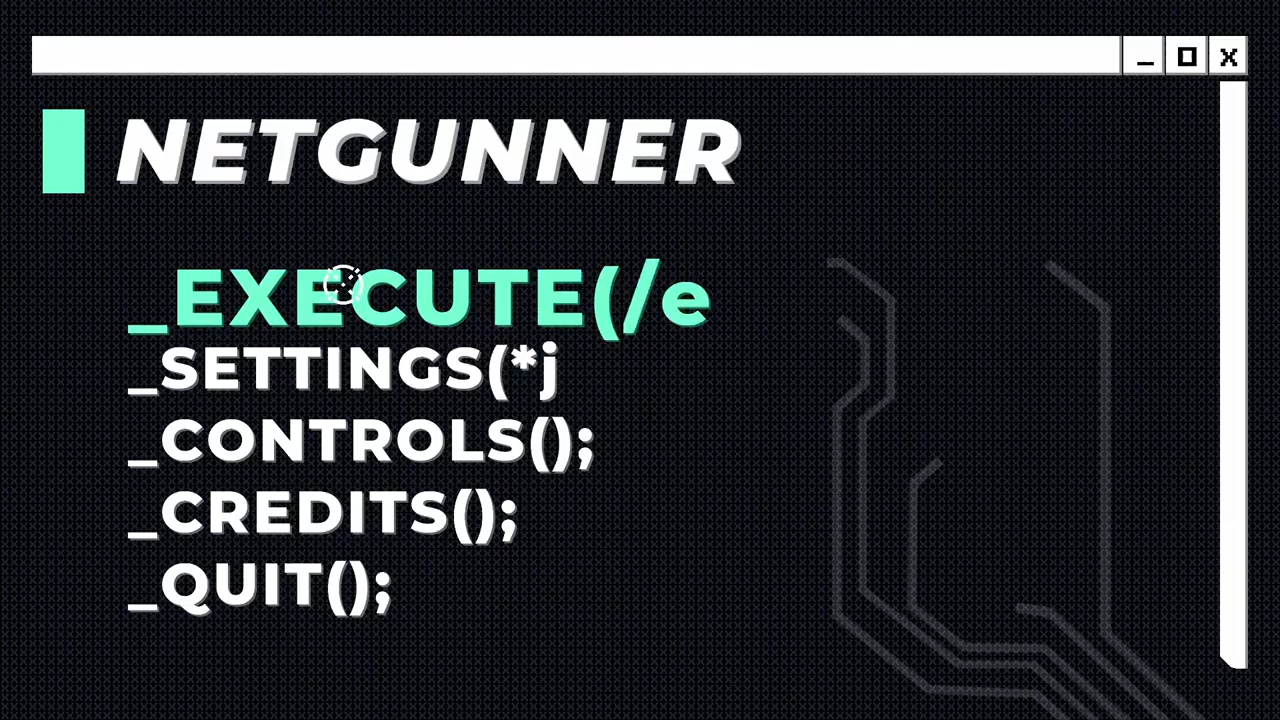 NETGUNNER
_EXECUTE(/e
_SETTINGS(*j
_CONTROLS();
_CREDITS();
_QUIT();